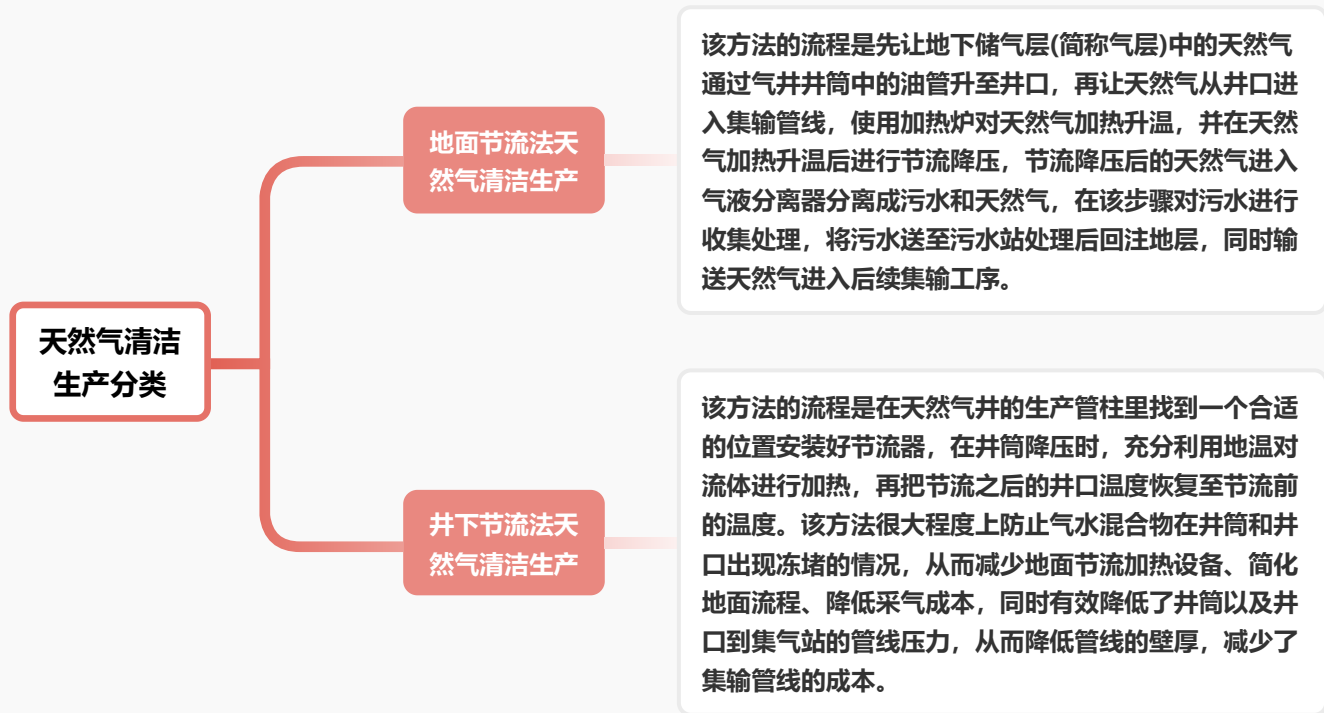 天然气清洁
生产分类
地面节流法天
然气清洁生产
该方法的流程是先让地下储气层(简称气层)中的天然气
通过气井井筒中的油管升至井口，再让天然气从井口进
入集输管线，使用加热炉对天然气加热升温，并在天然
气加热升温后进行节流降压，节流降压后的天然气进入
气液分离器分离成污水和天然气，在该步骤对污水进行
收集处理，将污水送至污水站处理后回注地层，同时输
送天然气进入后续集输工序。
井下节流法天
然气清洁生产
该方法的流程是在天然气井的生产管柱里找到一个合适
的位置安装好节流器，在井筒降压时，充分利用地温对
流体进行加热，再把节流之后的井口温度恢复至节流前
的温度。该方法很大程度上防止气水混合物在井筒和井
口出现冻堵的情况，从而减少地面节流加热设备、简化
地面流程、降低采气成本，同时有效降低了井筒以及井
口到集气站的管线压力，从而降低管线的壁厚，减少了
集输管线的成本。